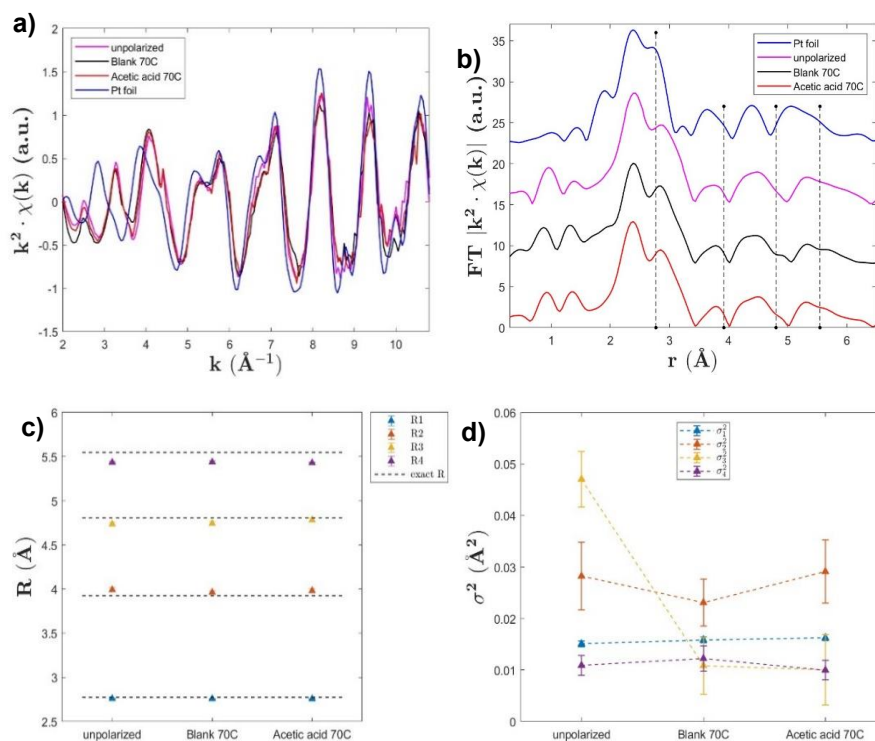 a)
k² · χ(k) (a.u.)
2
1.5
1
0.5
0
-0.5
-1
-1.5
unpolarized
Blank 70C
Acetic acid 70C
Pt foil
2 3 4 5 6 7 8 9 10
k (Å⁻¹)
b)
FT |k² · χ(k)| (a.u.)
35
30
25
20
15
10
5
0
Pt foil
unpolarized
Blank 70C
Acetic acid 70C
1 2 3 4 5 6
r (Å)
c)
R (Å)
6
5.5
5
4.5
4
3.5
3
2.5
R1
R2
R3
R4
exact R
unpolarized Blank 70C Acetic acid 70C
d)
σ² (Å²)
0.06
0.05
0.04
0.03
0.02
0.01
0
σ²₁
σ²₂
σ²₃
σ²₄
unpolarized Blank 70C Acetic acid 70C